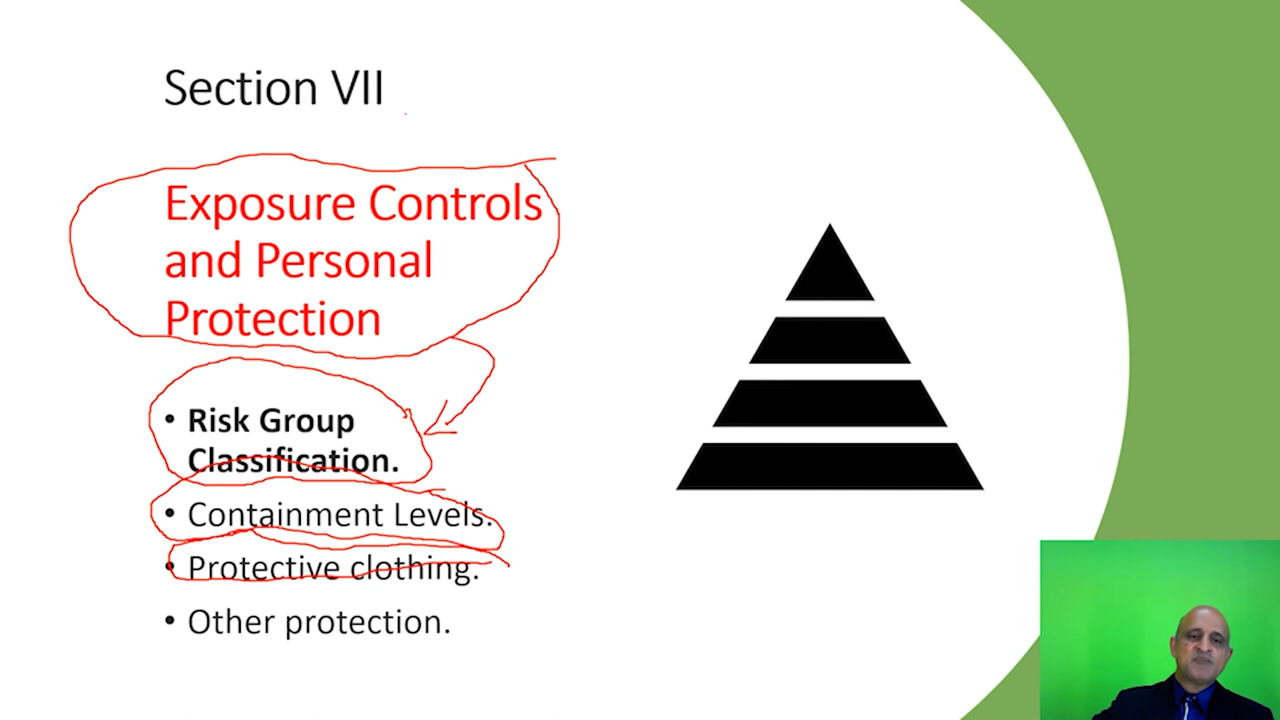 Section VII
Exposure Controls
and Personal
Protection
• Risk Group
Classification.
• Containment Levels.
• Protective clothing.
• Other protection.